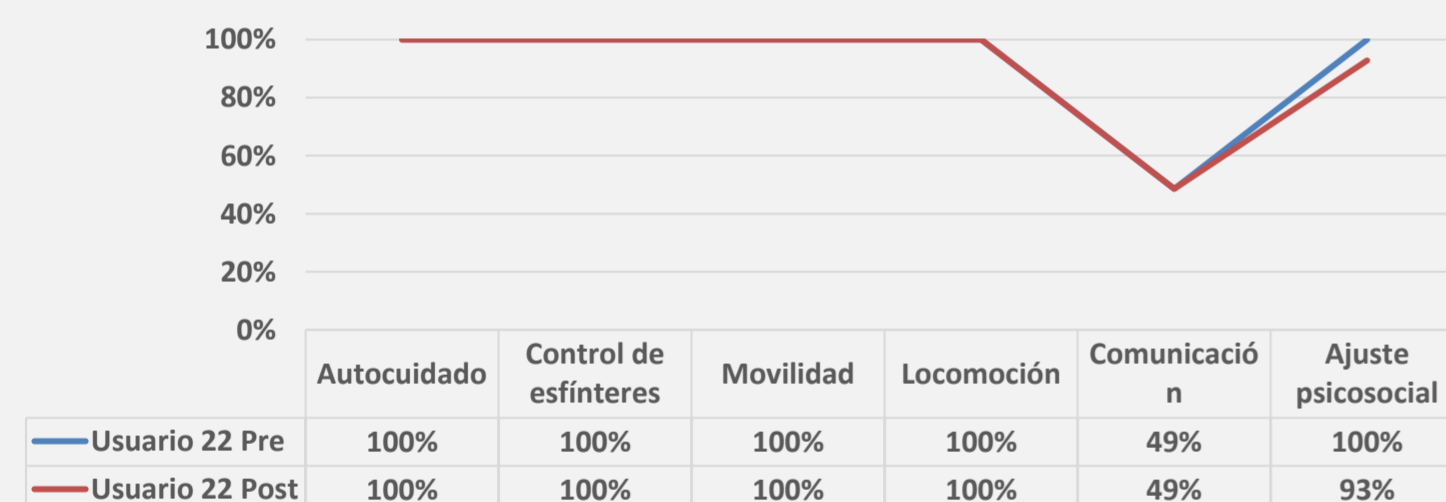 100%
80%
60%
40%
20%
0%
Autocuidado
Control de
esfínteres
Movilidad
Locomoción
Comunicació
n
Ajuste
psicosocial
Usuario 22 Pre 100% 100% 100% 100% 49% 100%
Usuario 22 Post 100% 100% 100% 100% 49% 93%